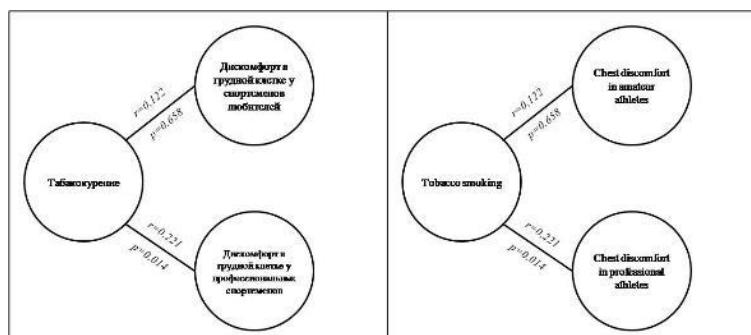 Дискомфорт в
грудной клетке у
спортсменов
любителей
r=0,122
p=0,658
Табакокурение
r=0,221
p=0,014
Дискомфорт в
грудной клетке у
профессиональных
спортсменов
Chest discomfort
in amateur
athletes
r=0,122
p=0,658
Tobacco smoking
r=0,221
p=0,014
Chest discomfort
in professional
athletes